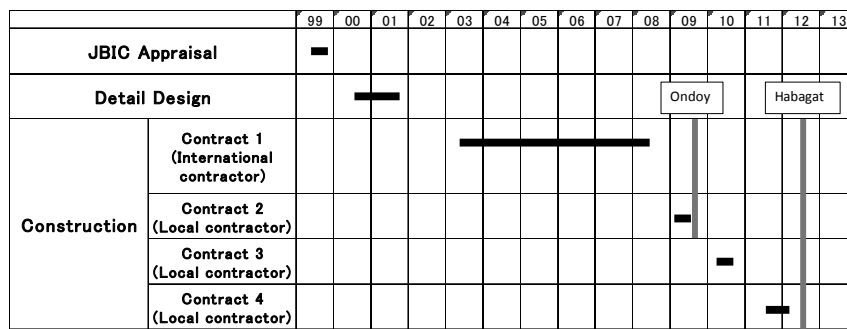 99 00 01 02 03 04 05 06 07 08 09 10 11 12 13
JBIC Appraisal
Detail Design
Ondoy
Habagat
Construction
Contract 1
(International
contractor)
Contract 2
(Local contractor)
Contract 3
(Local contractor)
Contract 4
(Local contractor)